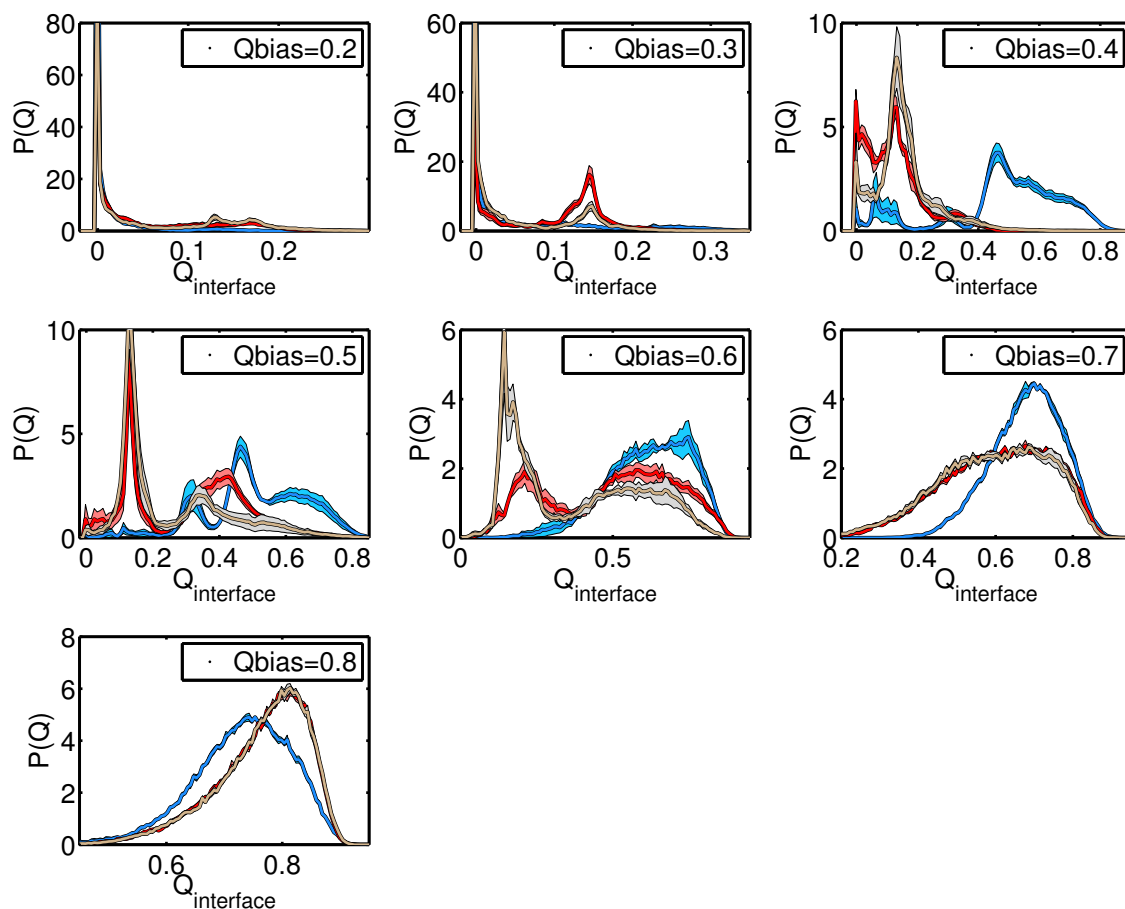 80
60
40
20
0
P(Q)
Qbias=0.2
0
0.1
0.2
Qinterface
60
40
20
0
P(Q)
Qbias=0.3
0
0.1
0.2
0.3
Qinterface
10
5
0
P(Q)
Qbias=0.4
0
0.2
0.4
0.6
0.8
Qinterface
10
5
0
P(Q)
Qbias=0.5
0
0.2
0.4
0.6
0.8
Qinterface
6
4
2
0
P(Q)
Qbias=0.6
0
0.5
Qinterface
6
4
2
0
P(Q)
Qbias=0.7
0.2
0.4
0.6
0.8
Qinterface
8
6
4
2
0
P(Q)
Qbias=0.8
0.6
0.8
Qinterface